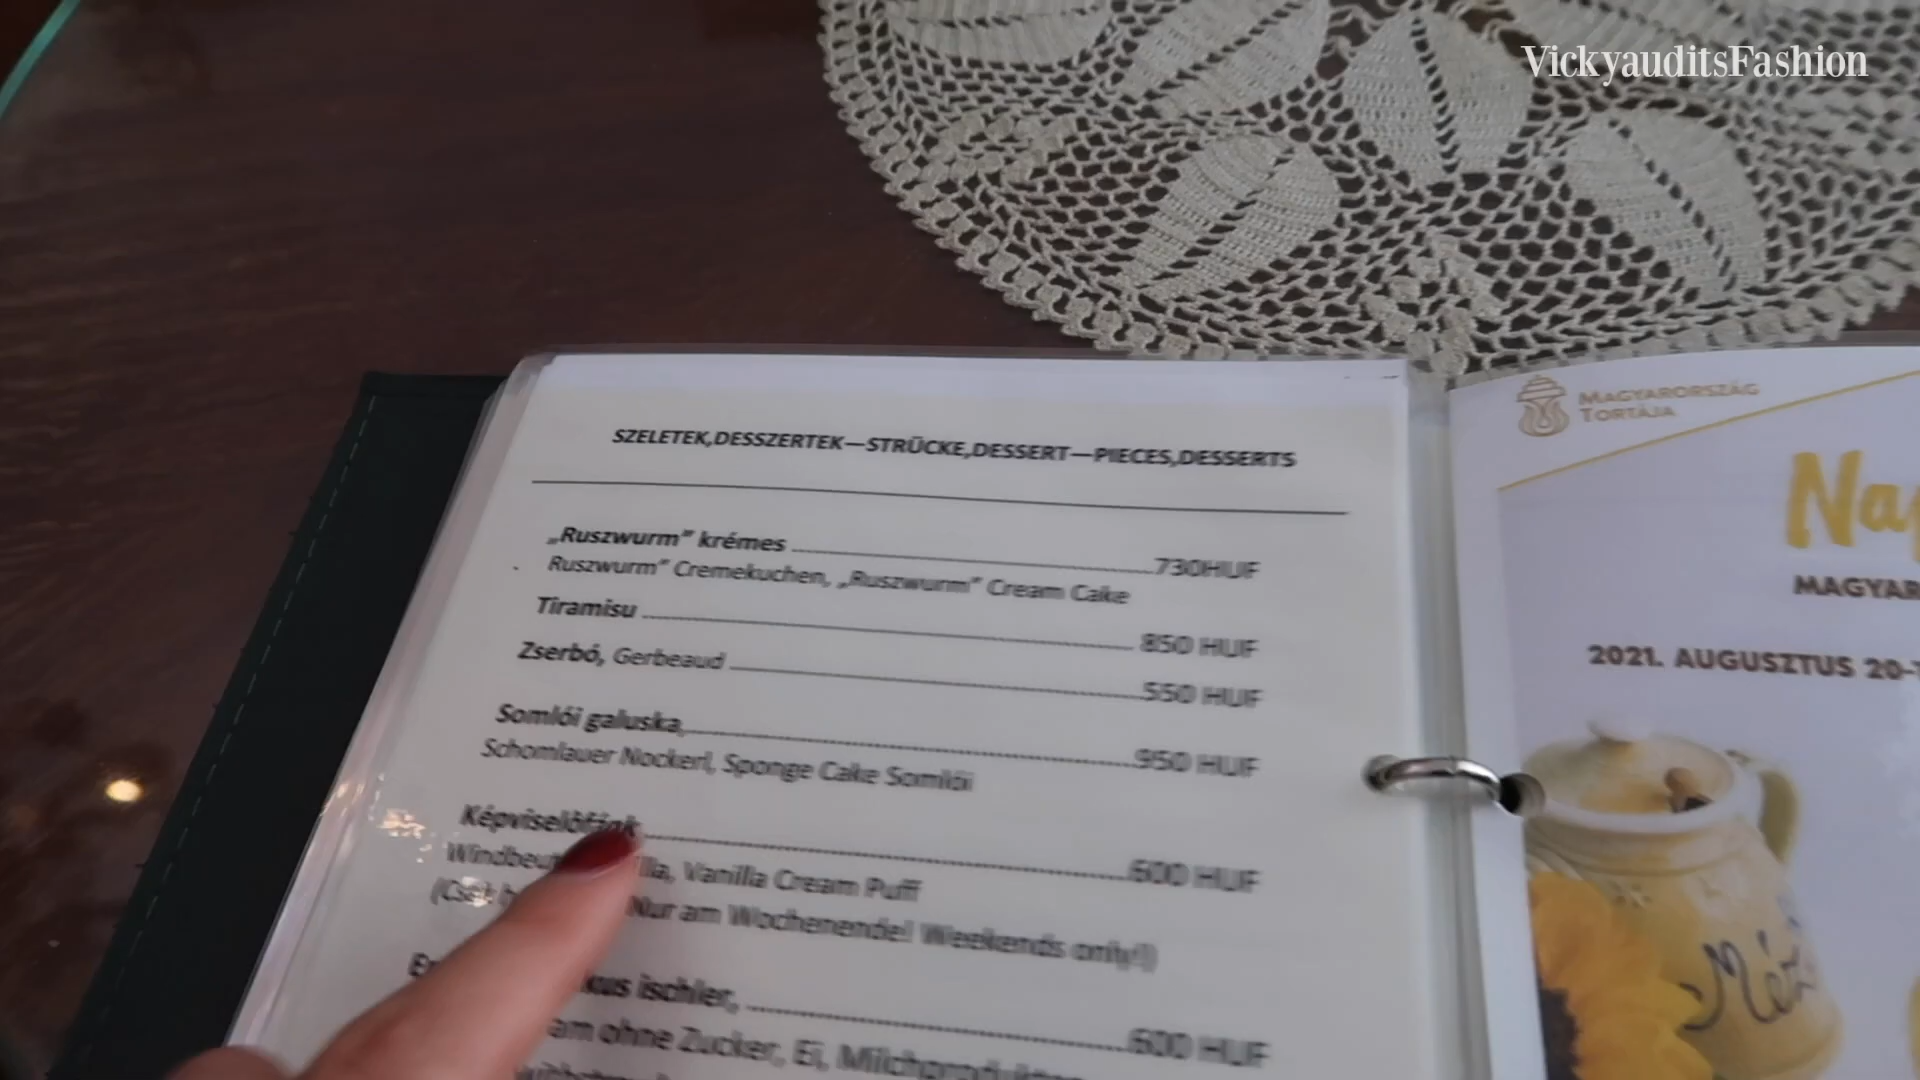 VickyauditsFashion
SZELETEK,DESSZERTEK—STRÜCKE,DESSERT—PIECES,DESSERTS
„Ruszwurm" krémes 730HUF
Ruszwurm" Cremekuchen, „Ruszwurm" Cream Cake
Tiramisu 850 HUF
Zserbó, Gerbeaud 550 HUF
Somlói galuska, 950 HUF
Schomlauer Nockerl, Sponge Cake Somlói
Képviselőfánk 600 HUF
Vanilla Cream Puff
Nur am Wochenende! Weekends only!)
ischler, 600 HUF
ohne Zucker, Ei, Milchprodukten
MAGYARORSZÁG
TORTÁJA
2021. AUGUSZTUS 20-